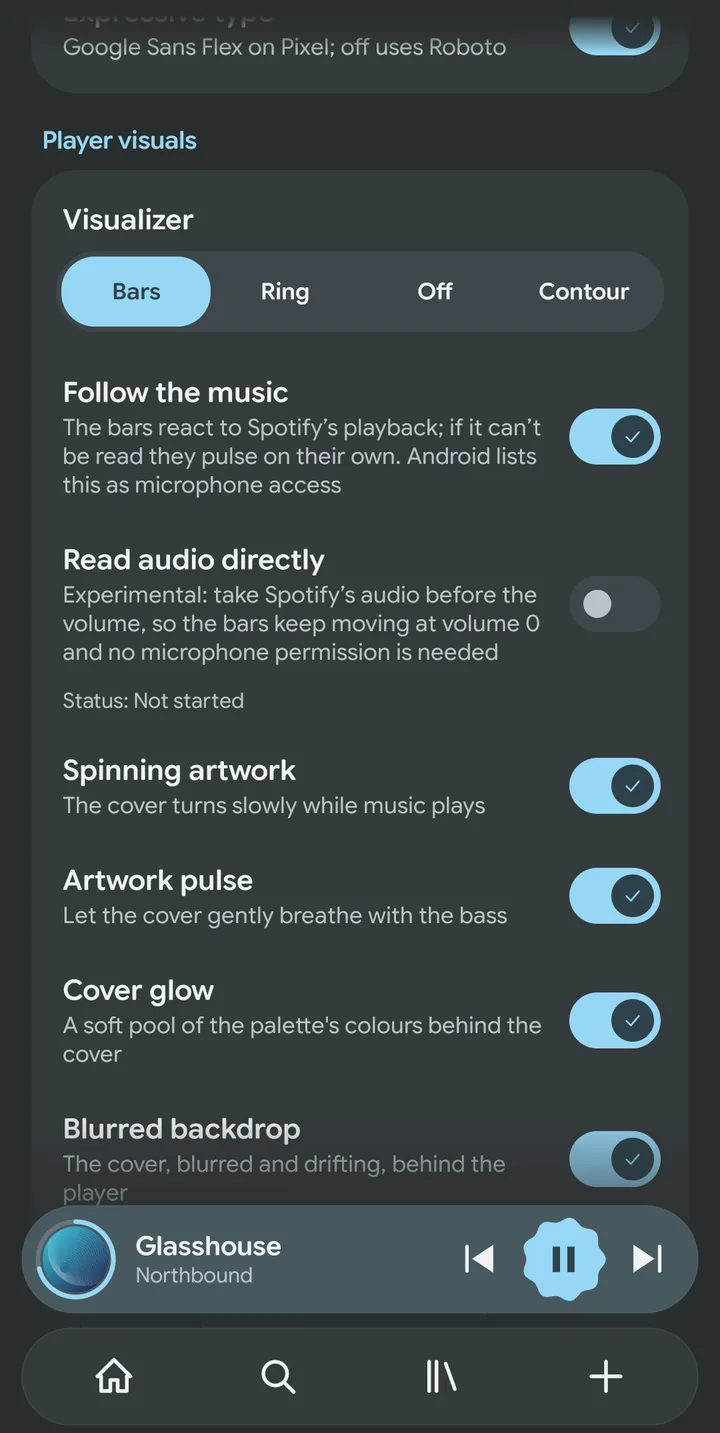 Expressive type
Google Sans Flex on Pixel; off uses Roboto
Player visuals
Visualizer
Bars
Ring
Off
Contour
Follow the music
The bars react to Spotify’s playback; if it can’t
be read they pulse on their own. Android lists
this as microphone access
Read audio directly
Experimental: take Spotify’s audio before the
volume, so the bars keep moving at volume 0
and no microphone permission is needed
Status: Not started
Spinning artwork
The cover turns slowly while music plays
Artwork pulse
Let the cover gently breathe with the bass
Cover glow
A soft pool of the palette's colours behind the
cover
Blurred backdrop
The cover, blurred and drifting, behind the
player
Glasshouse
Northbound